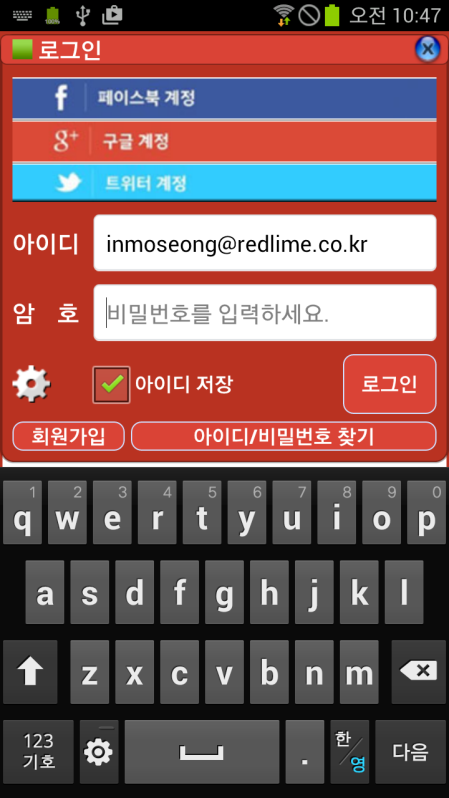 오전 10:47
로그인
f 페이스북 계정
g+ 구글 계정
트위터 계정
아이디 inmoseong@redlime.co.kr
암 호 비밀번호를 입력하세요.
아이디 저장 로그인
회원가입 아이디/비밀번호 찾기
1 2 3 4 5 6 7 8 9 0
q w e r t y u i o p
a s d f g h j k l
z x c v b n m
123 기호 . 한/영 다음